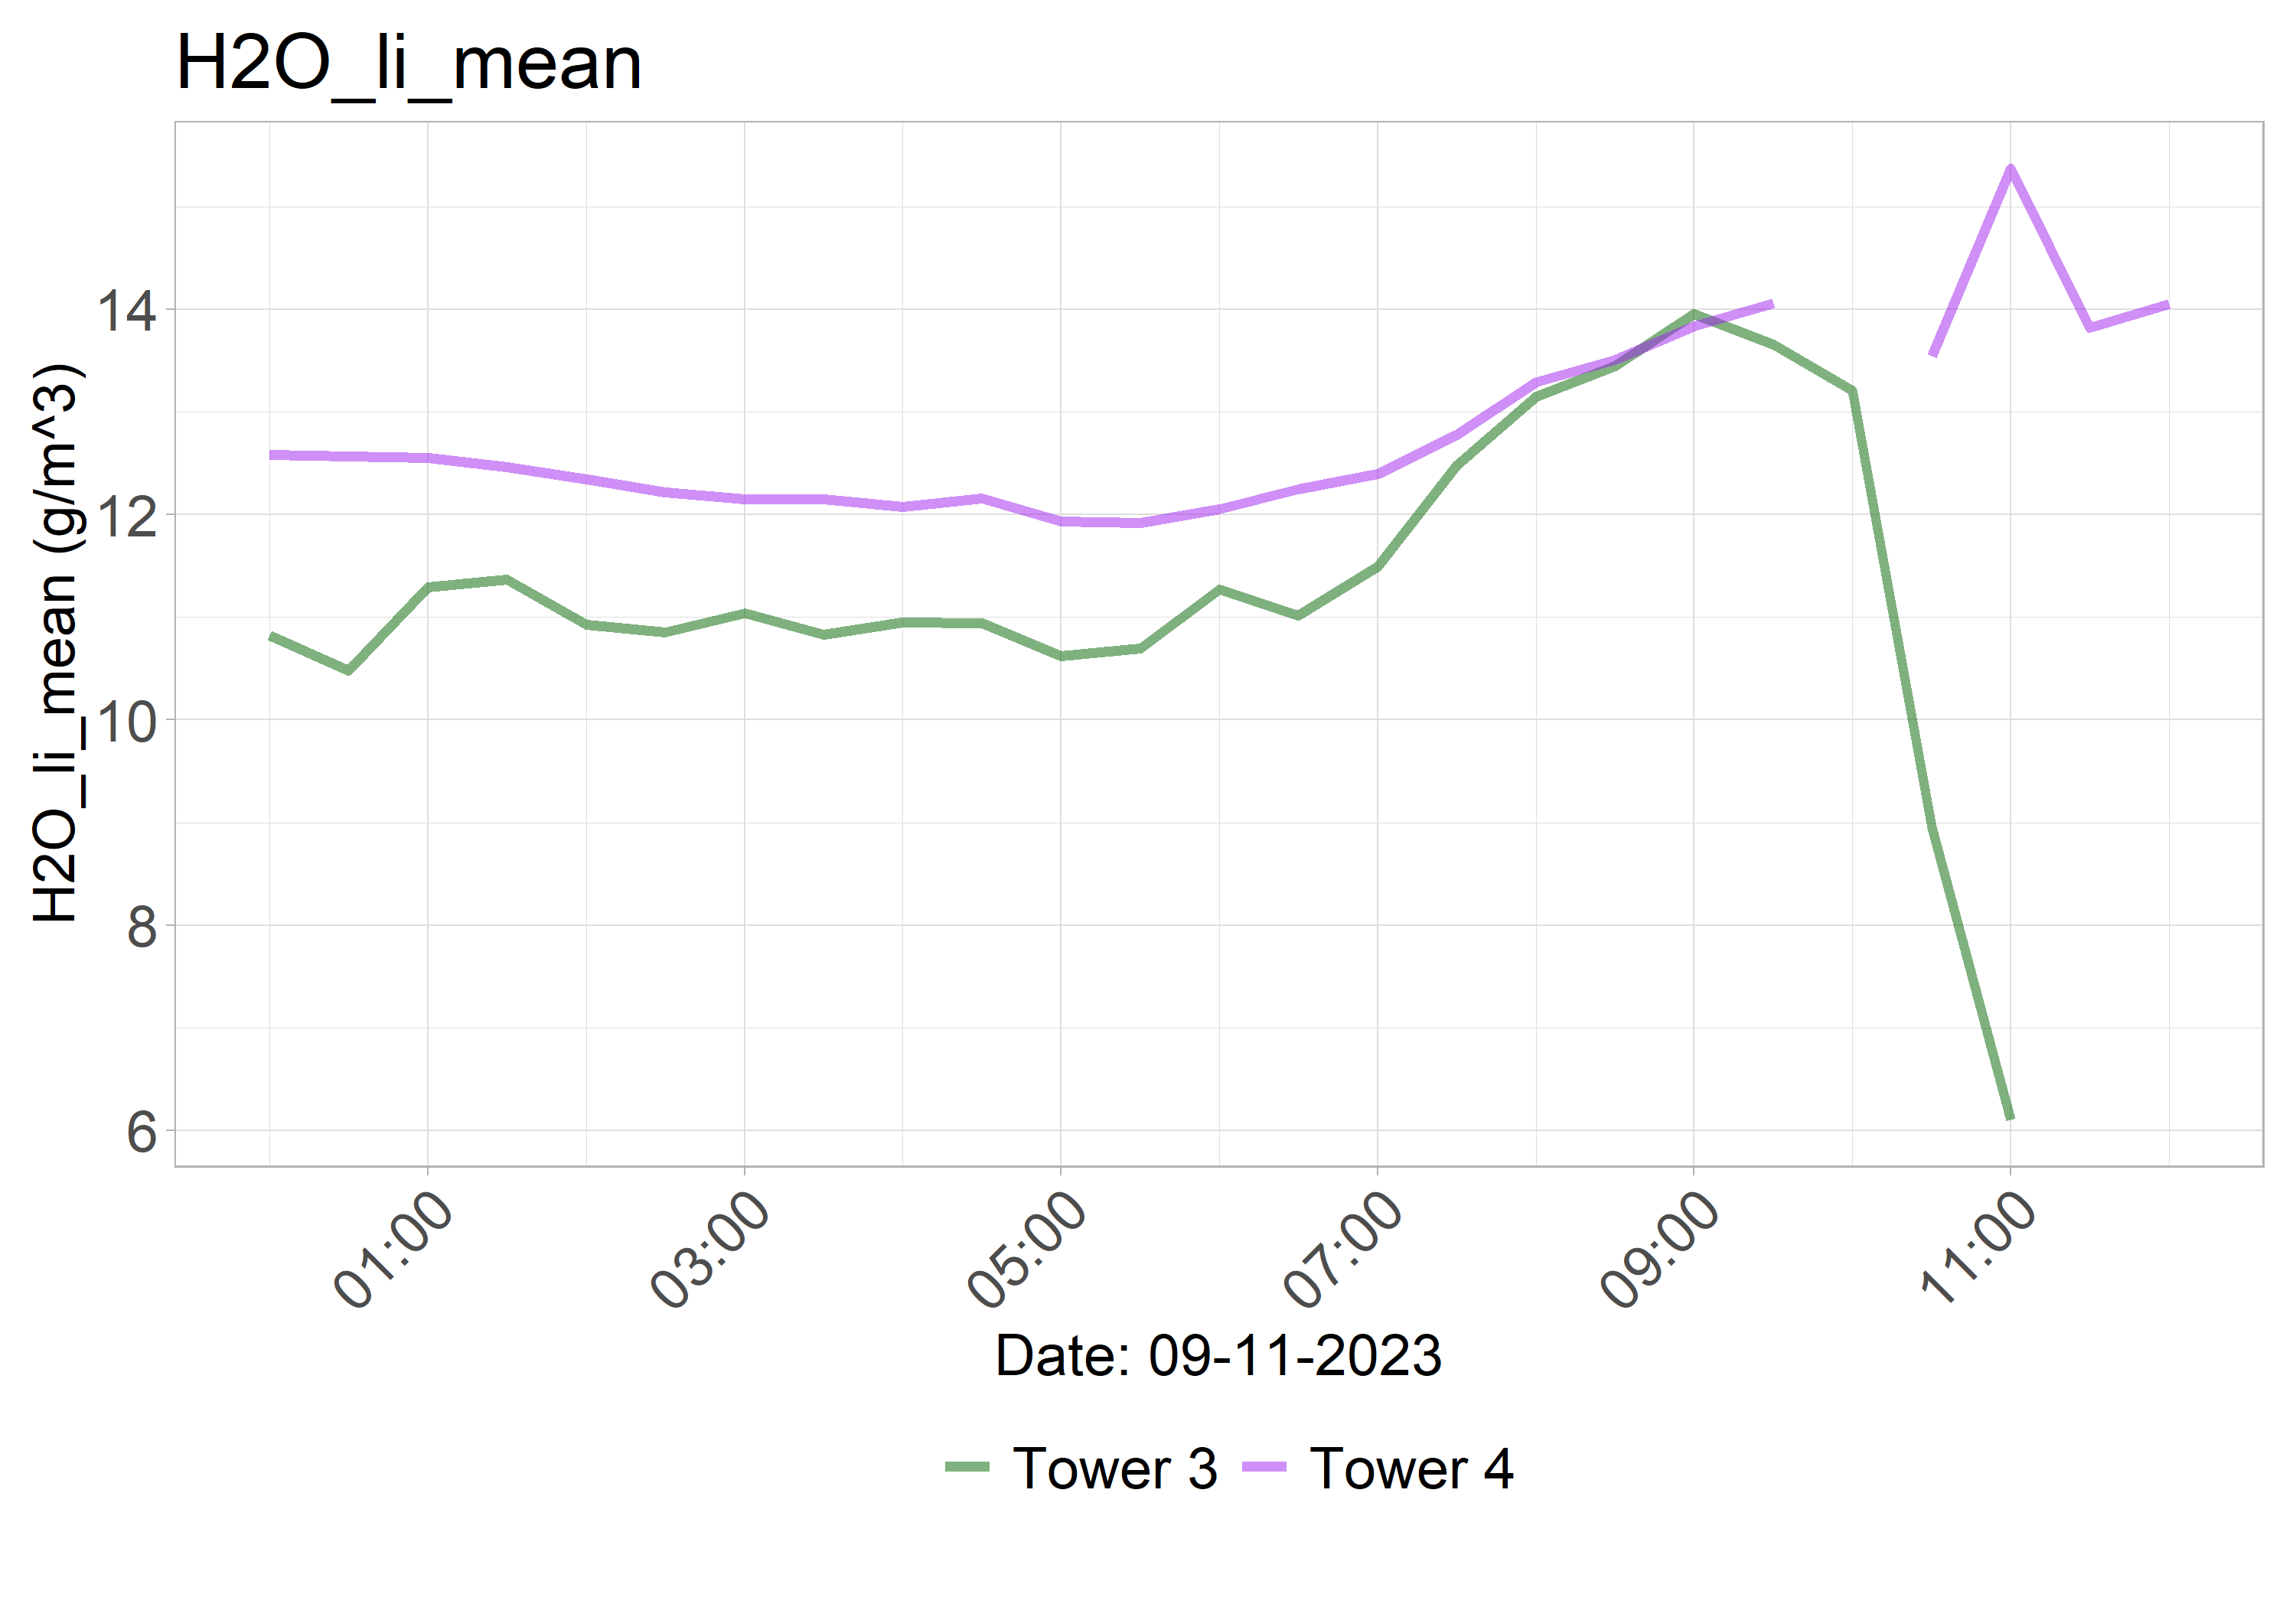 H2O_li_mean
H2O_li_mean (g/m^3)
14
12
10
8
6
01:00
03:00
05:00
07:00
09:00
11:00
Date: 09-11-2023
Tower 3
Tower 4